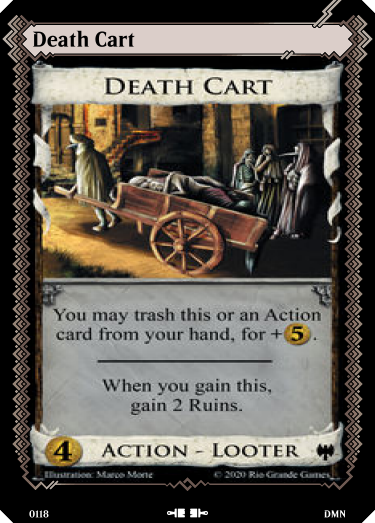 Death Cart
DEATH CART
You may trash this or an Action
card from your hand, for +5.
When you gain this,
gain 2 Ruins.
4 ACTION - LOOTER
Illustration: Marco Morte © 2020 Rio Grande Games
0118 DMN